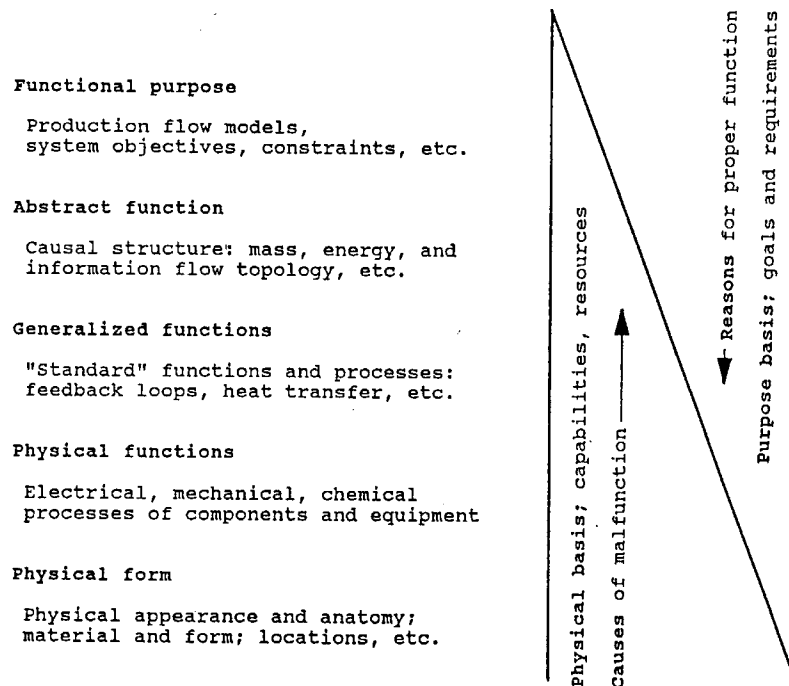 Functional purpose
Production flow models,
system objectives, constraints, etc.
Abstract function
Causal structure: mass, energy, and
information flow topology, etc.
Generalized functions
"Standard" functions and processes:
feedback loops, heat transfer, etc.
Physical functions
Electrical, mechanical, chemical
processes of components and equipment
Physical form
Physical appearance and anatomy;
material and form; locations, etc.
Physical basis; capabilities, resources
Causes of malfunction
Reasons for proper function
Purpose basis; goals and requirements